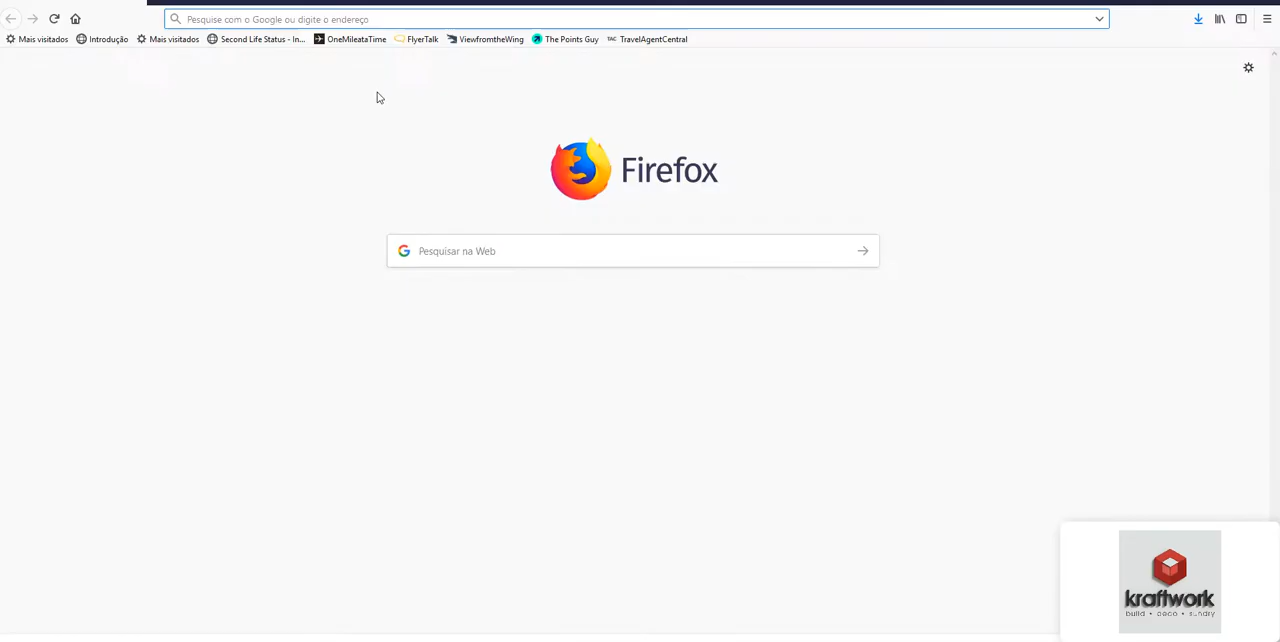 Pesquise com o Google ou digite o endereço
Mais visitados Introdução Mais visitados Second Life Status - In... OneMileataTime FlyerTalk ViewfromtheWing The Points Guy TAC TravelAgentCentral
Firefox
Pesquisar na Web
kraftwork
build • deco • sundry